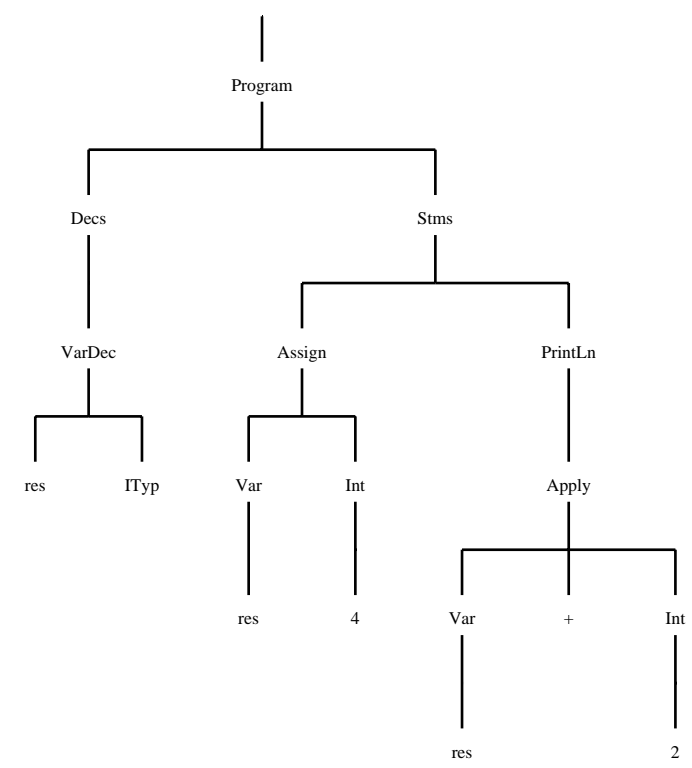 Program
Decs Stms
VarDec Assign PrintLn
res ITyp Var Int Apply
res 4 Var + Int
res 2